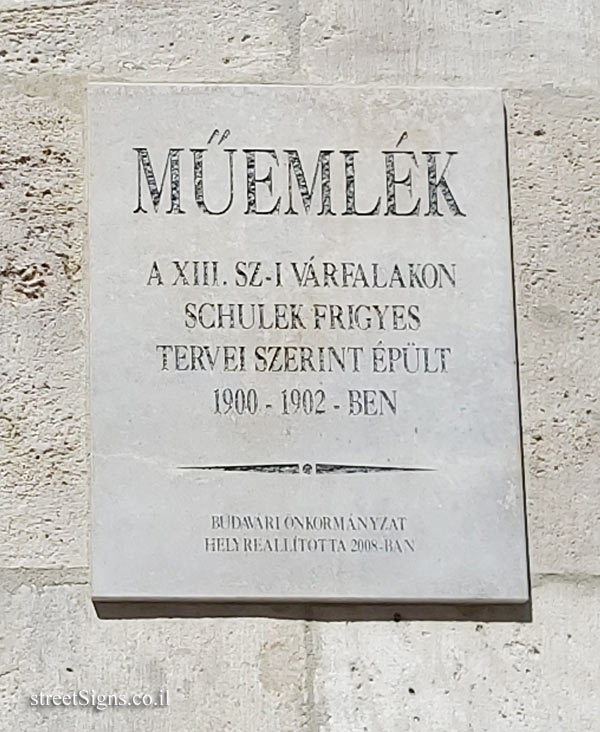 MŰEMLÉK
A XIII. SZ-I VÁRFALAKON
SCHULEK FRIGYES
TERVEI SZERINT ÉPÜLT
1900 - 1902 - BEN
BUDAVÁRI ÖNKORMÁNYZAT
HELYREÁLLÍTOTTA 2008-BAN
streetSigns.co.il